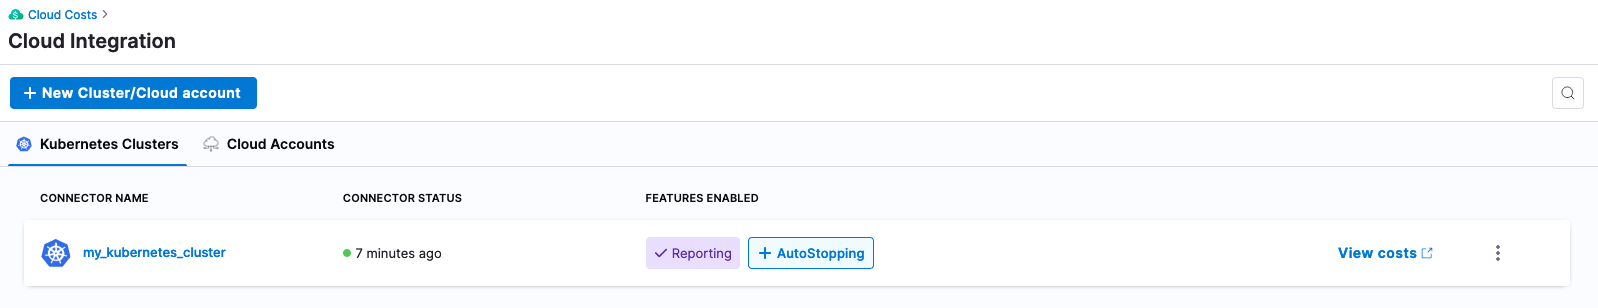 Cloud Costs
Cloud Integration
New Cluster/Cloud account
Kubernetes Clusters Cloud Accounts
CONNECTOR NAME CONNECTOR STATUS FEATURES ENABLED
my_kubernetes_cluster 7 minutes ago Reporting + AutoStopping View costs